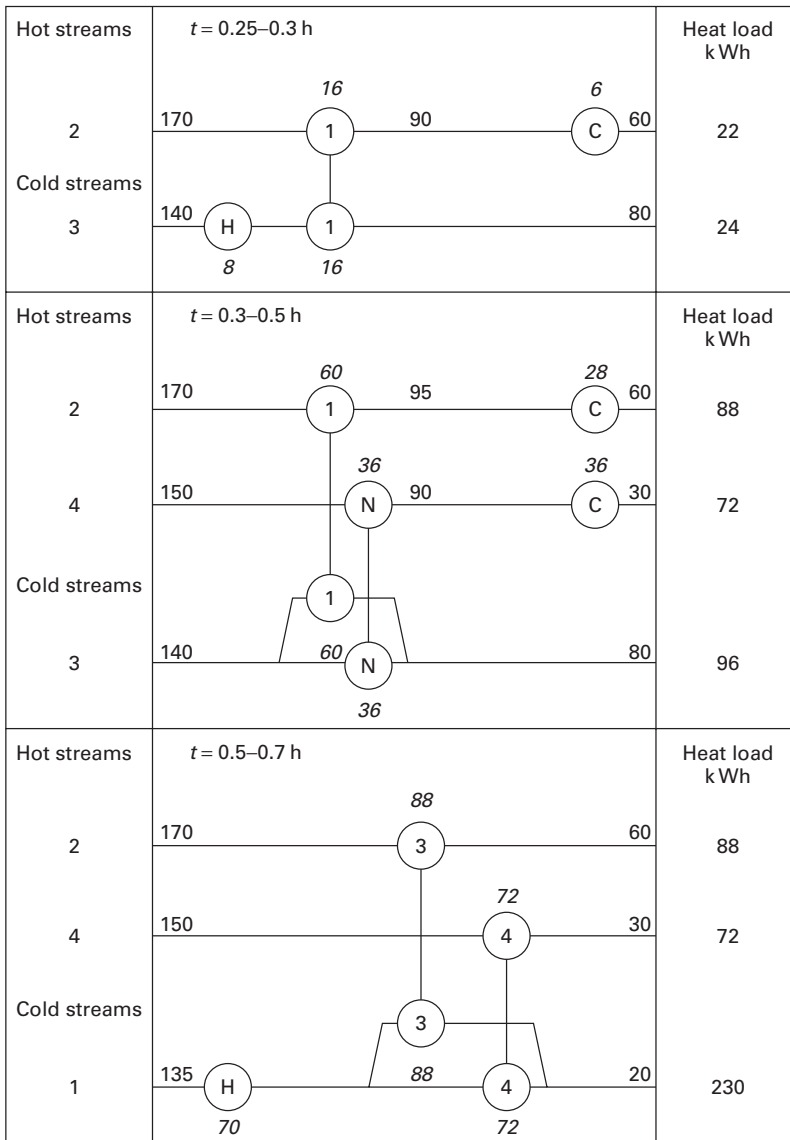 Hot streams t = 0.25–0.3 h Heat load
kWh
16 6
2 170 1 90 C 60 22
Cold streams
3 140 H 1 80 24
8 16
Hot streams t = 0.3–0.5 h Heat load
kWh
60 28
2 170 1 95 C 60 88
36 36
4 150 N 90 C 30 72
Cold streams 1
3 140 60 N 80 96
36
Hot streams t = 0.5–0.7 h Heat load
kWh
88
2 170 3 60 88
72
4 150 4 30 72
Cold streams 3
1 135 H 88 4 20 230
70 72